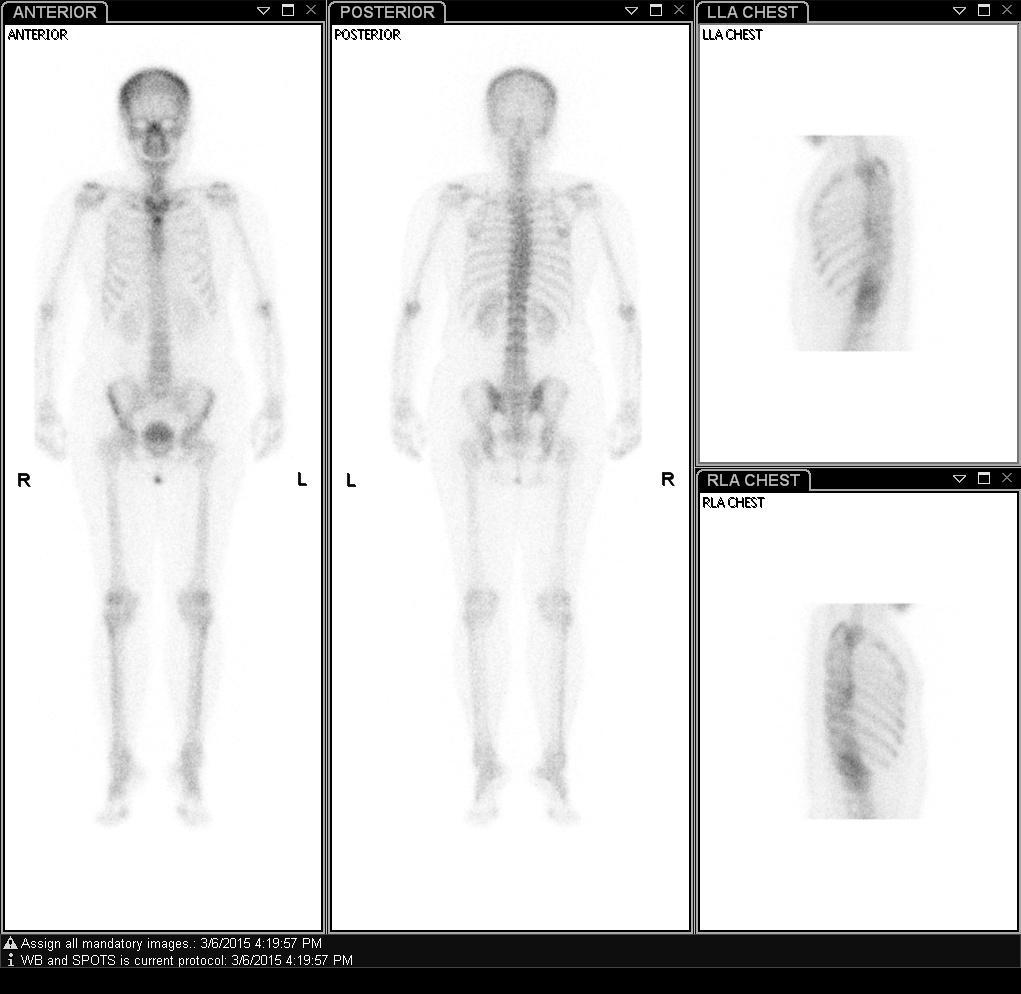 ANTERIOR
ANTERIOR
R
L
POSTERIOR
POSTERIOR
L
R
LLA CHEST
LLA CHEST
RLA CHEST
RLA CHEST
Assign all mandatory images.: 3/6/2015 4:19:57 PM
WB and SPOTS is current protocol: 3/6/2015 4:19:57 PM